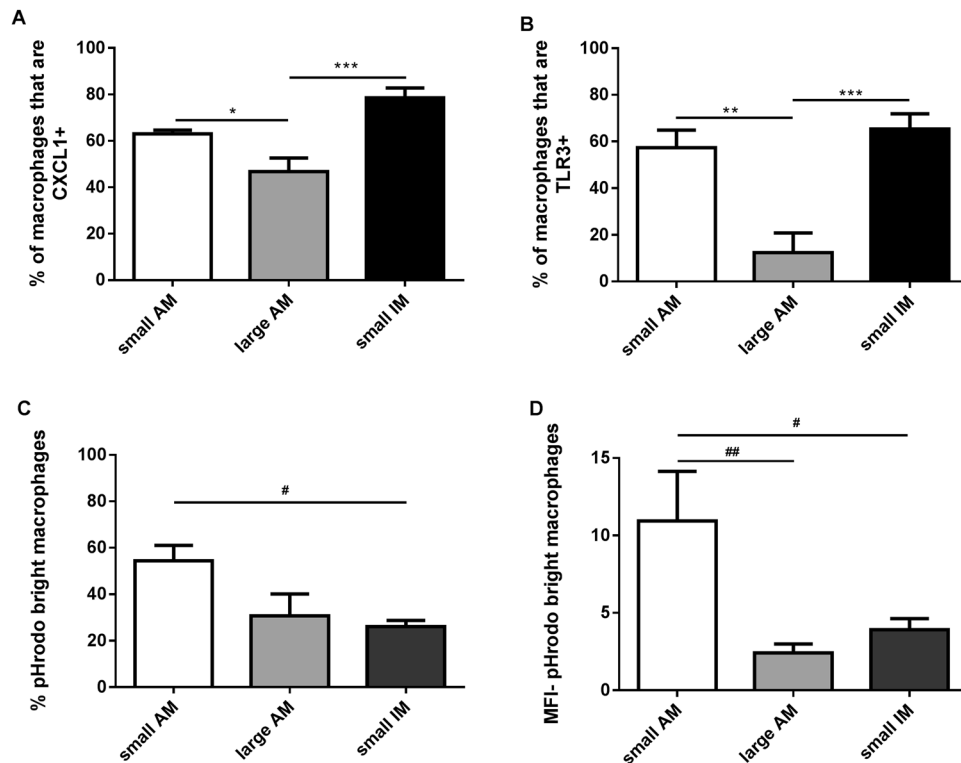 A
% of macrophages that are
CXCL1+
100
80
60
40
20
0
*
***
small AM
large AM
small IM
B
% of macrophages that are
TLR3+
100
80
60
40
20
0
**
***
small AM
large AM
small IM
C
% pHrodo bright macrophages
100
80
60
40
20
0
#
small AM
large AM
small IM
D
MFI- pHrodo bright macrophages
15
10
5
0
#
##
small AM
large AM
small IM